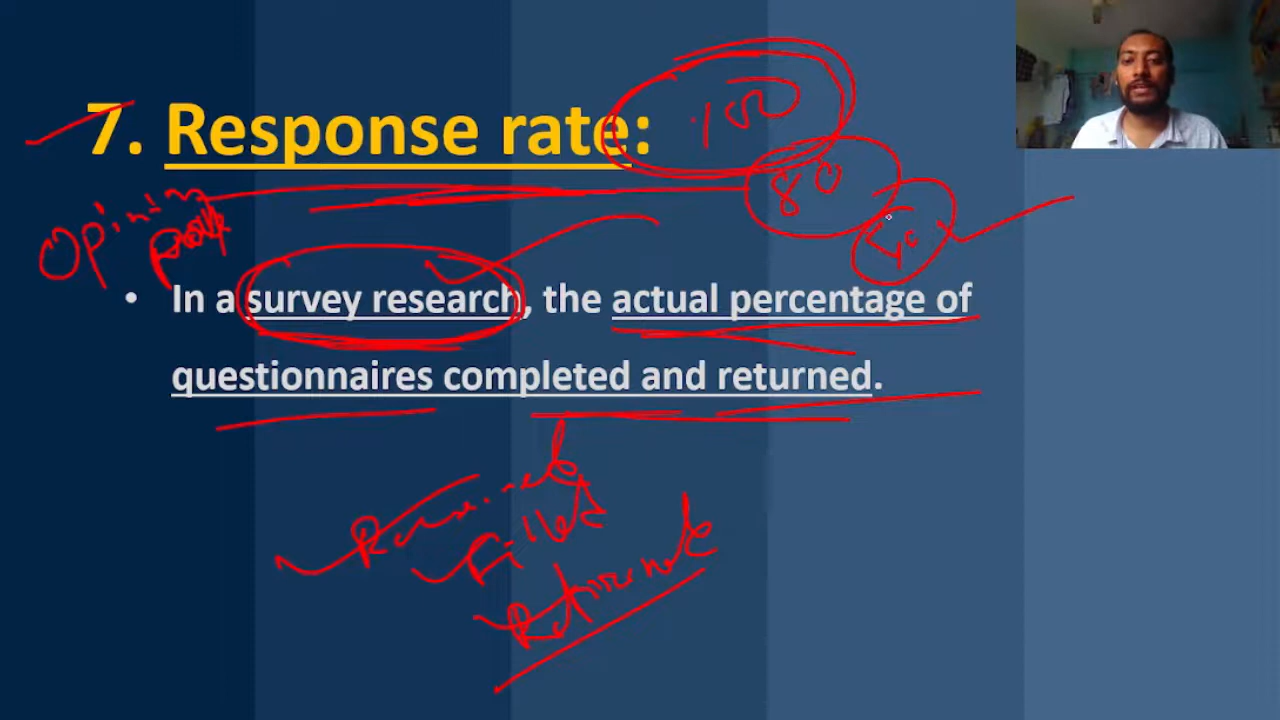 7. Response rate:
100
80
Opinion
• In a survey research, the actual percentage of
questionnaires completed and returned.
Received
Filled
Returned